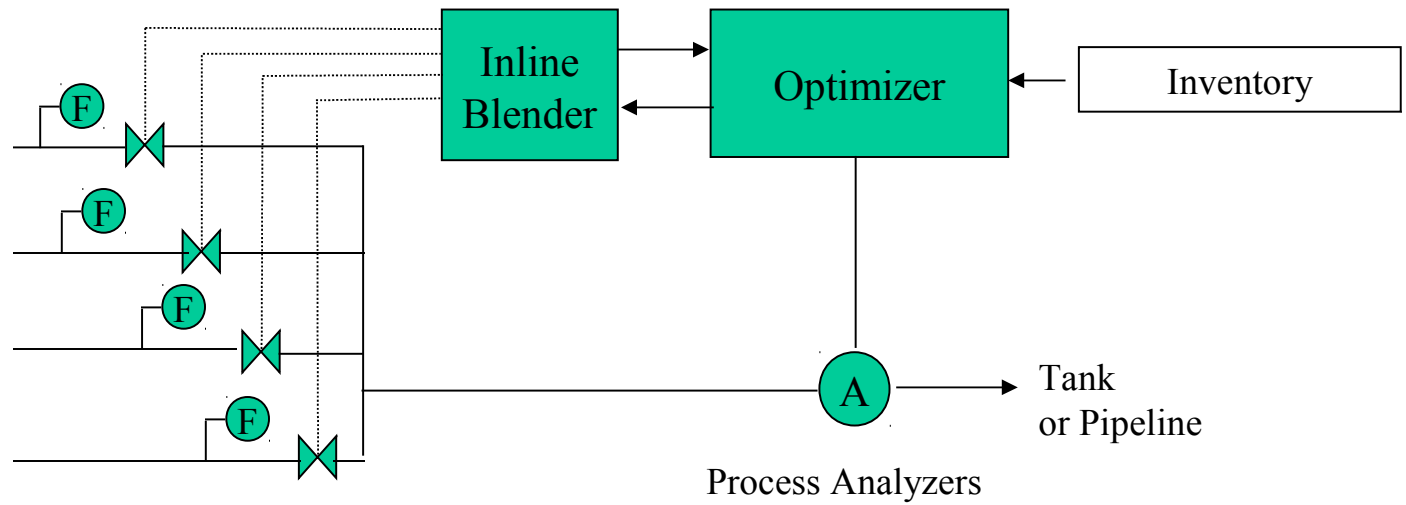 Inline
Blender
Optimizer
Inventory
F
F
F
F
A
Tank
or Pipeline
Process Analyzers